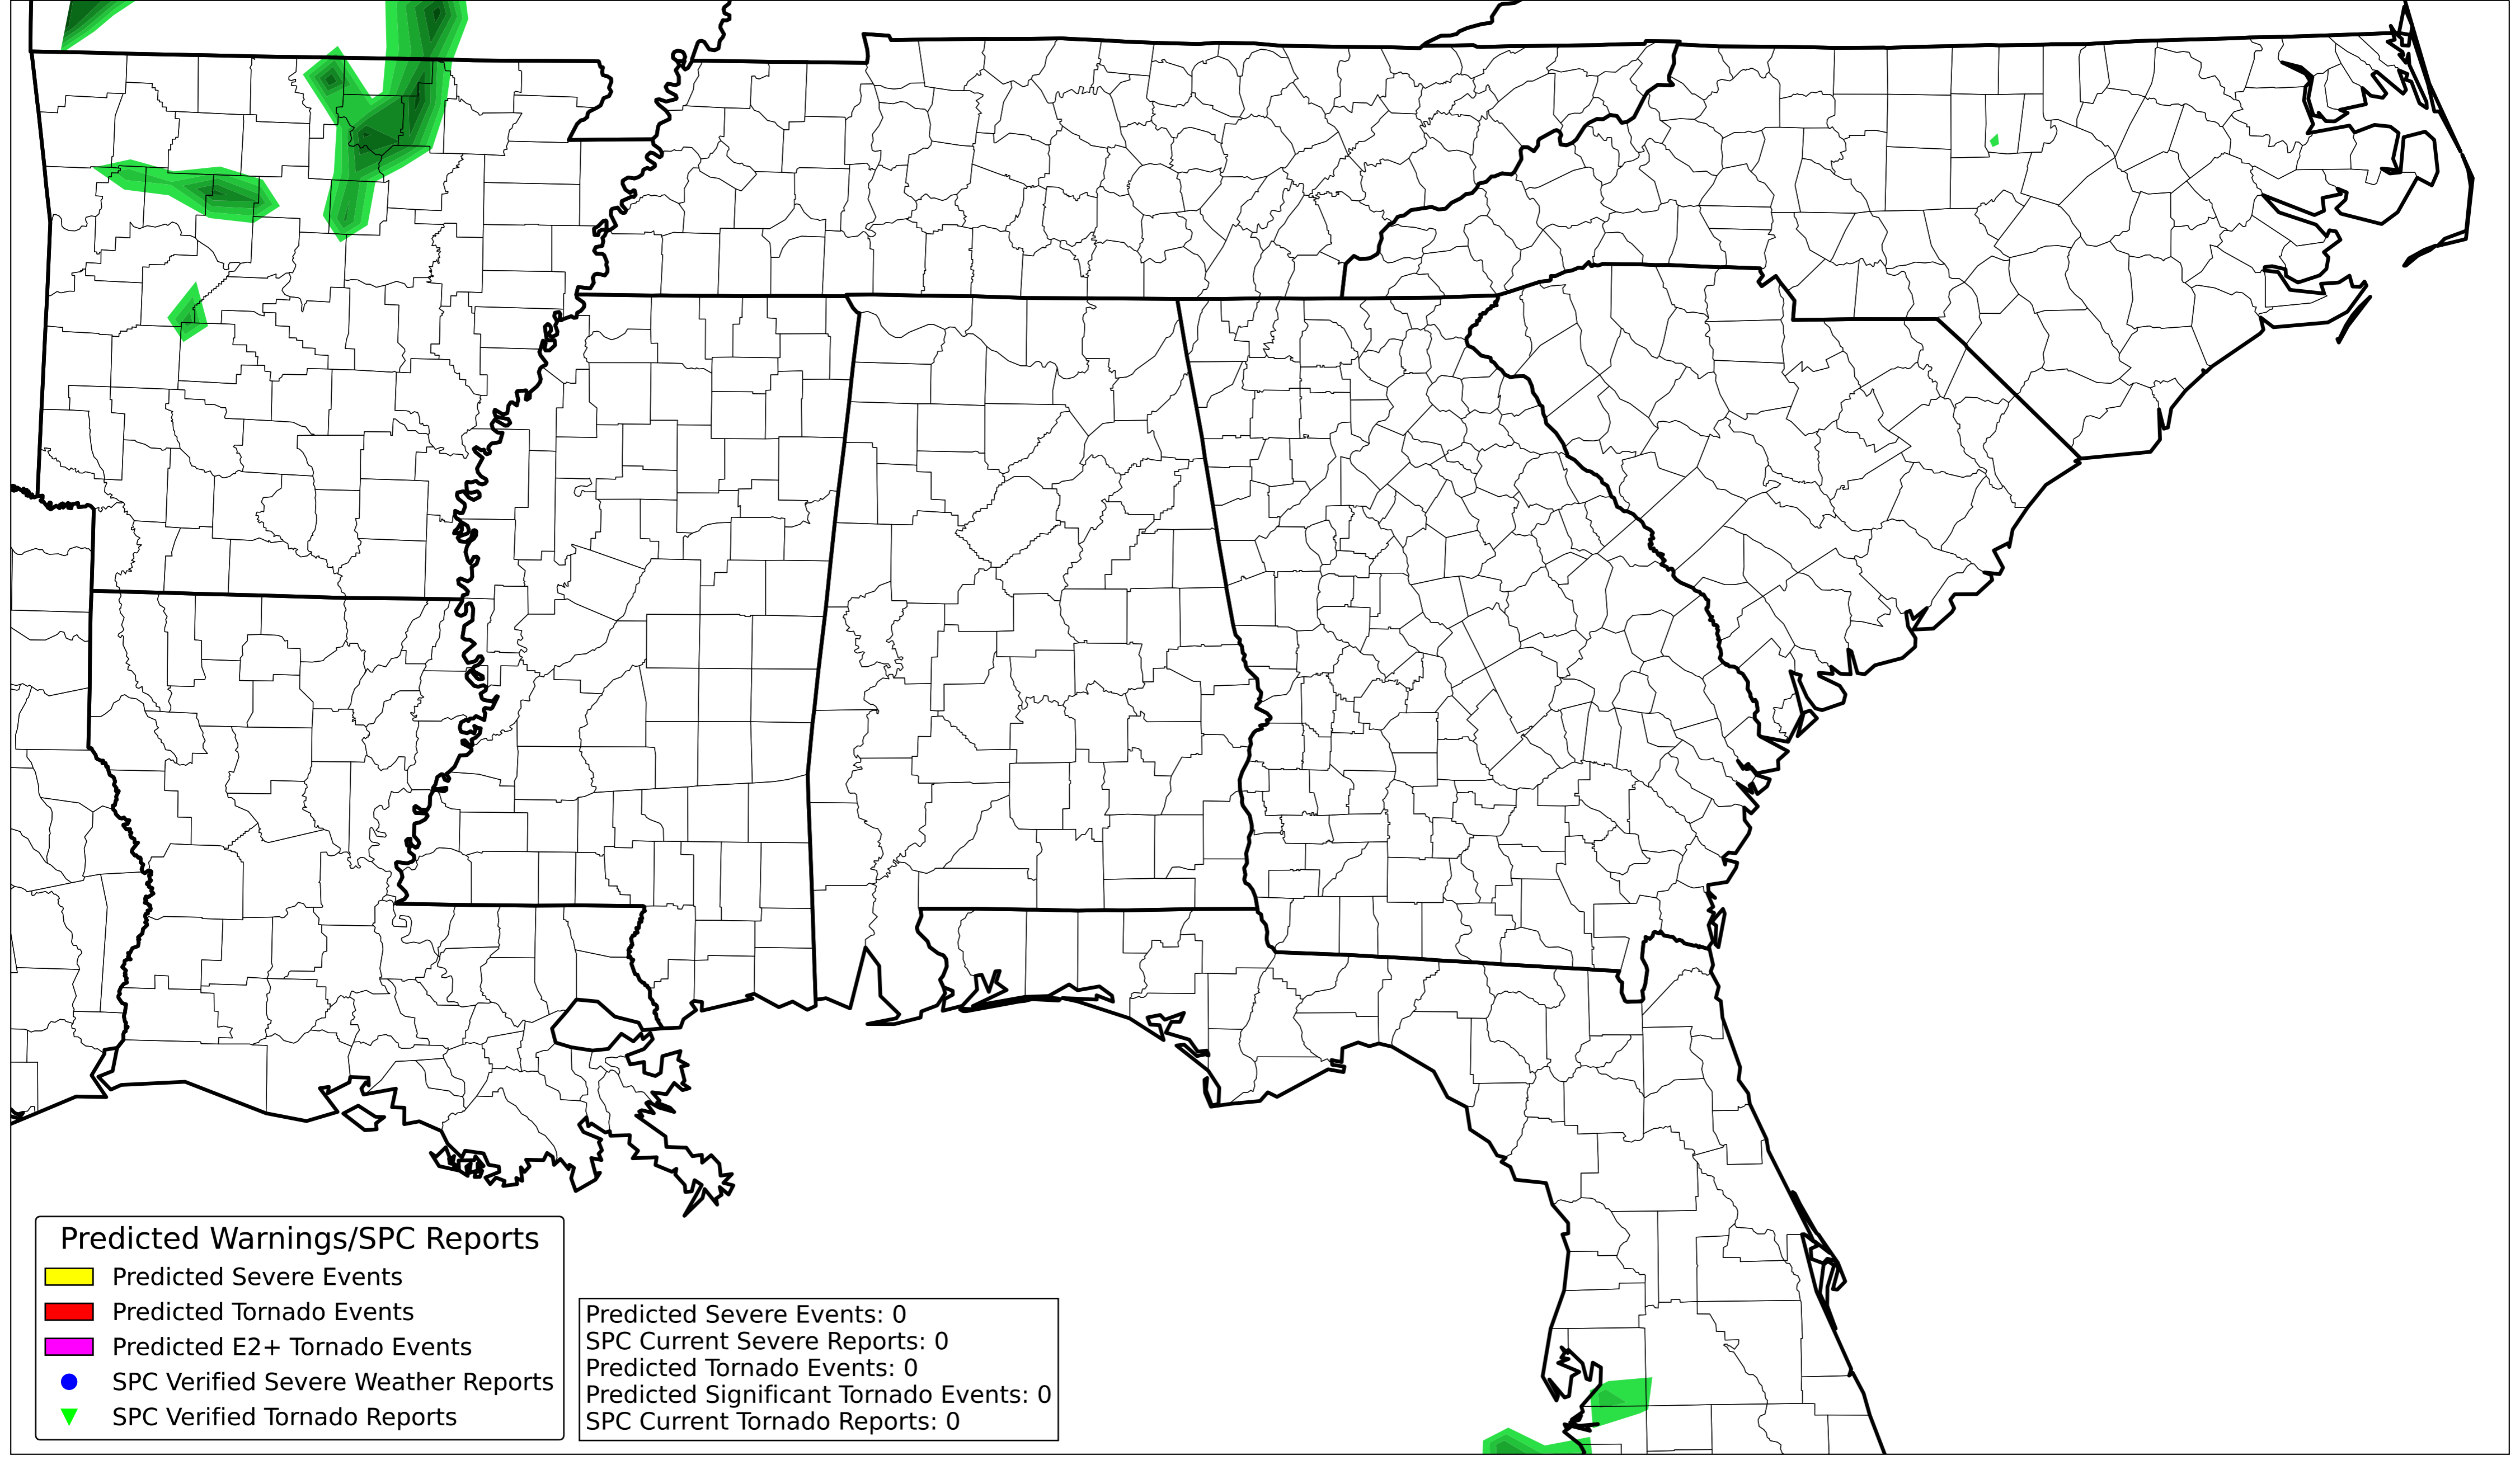 Predicted Warnings/SPC Reports
Predicted Severe Events
Predicted Tornado Events
Predicted E2+ Tornado Events
SPC Verified Severe Weather Reports
SPC Verified Tornado Reports
Predicted Severe Events: 0
SPC Current Severe Reports: 0
Predicted Tornado Events: 0
Predicted Significant Tornado Events: 0
SPC Current Tornado Reports: 0